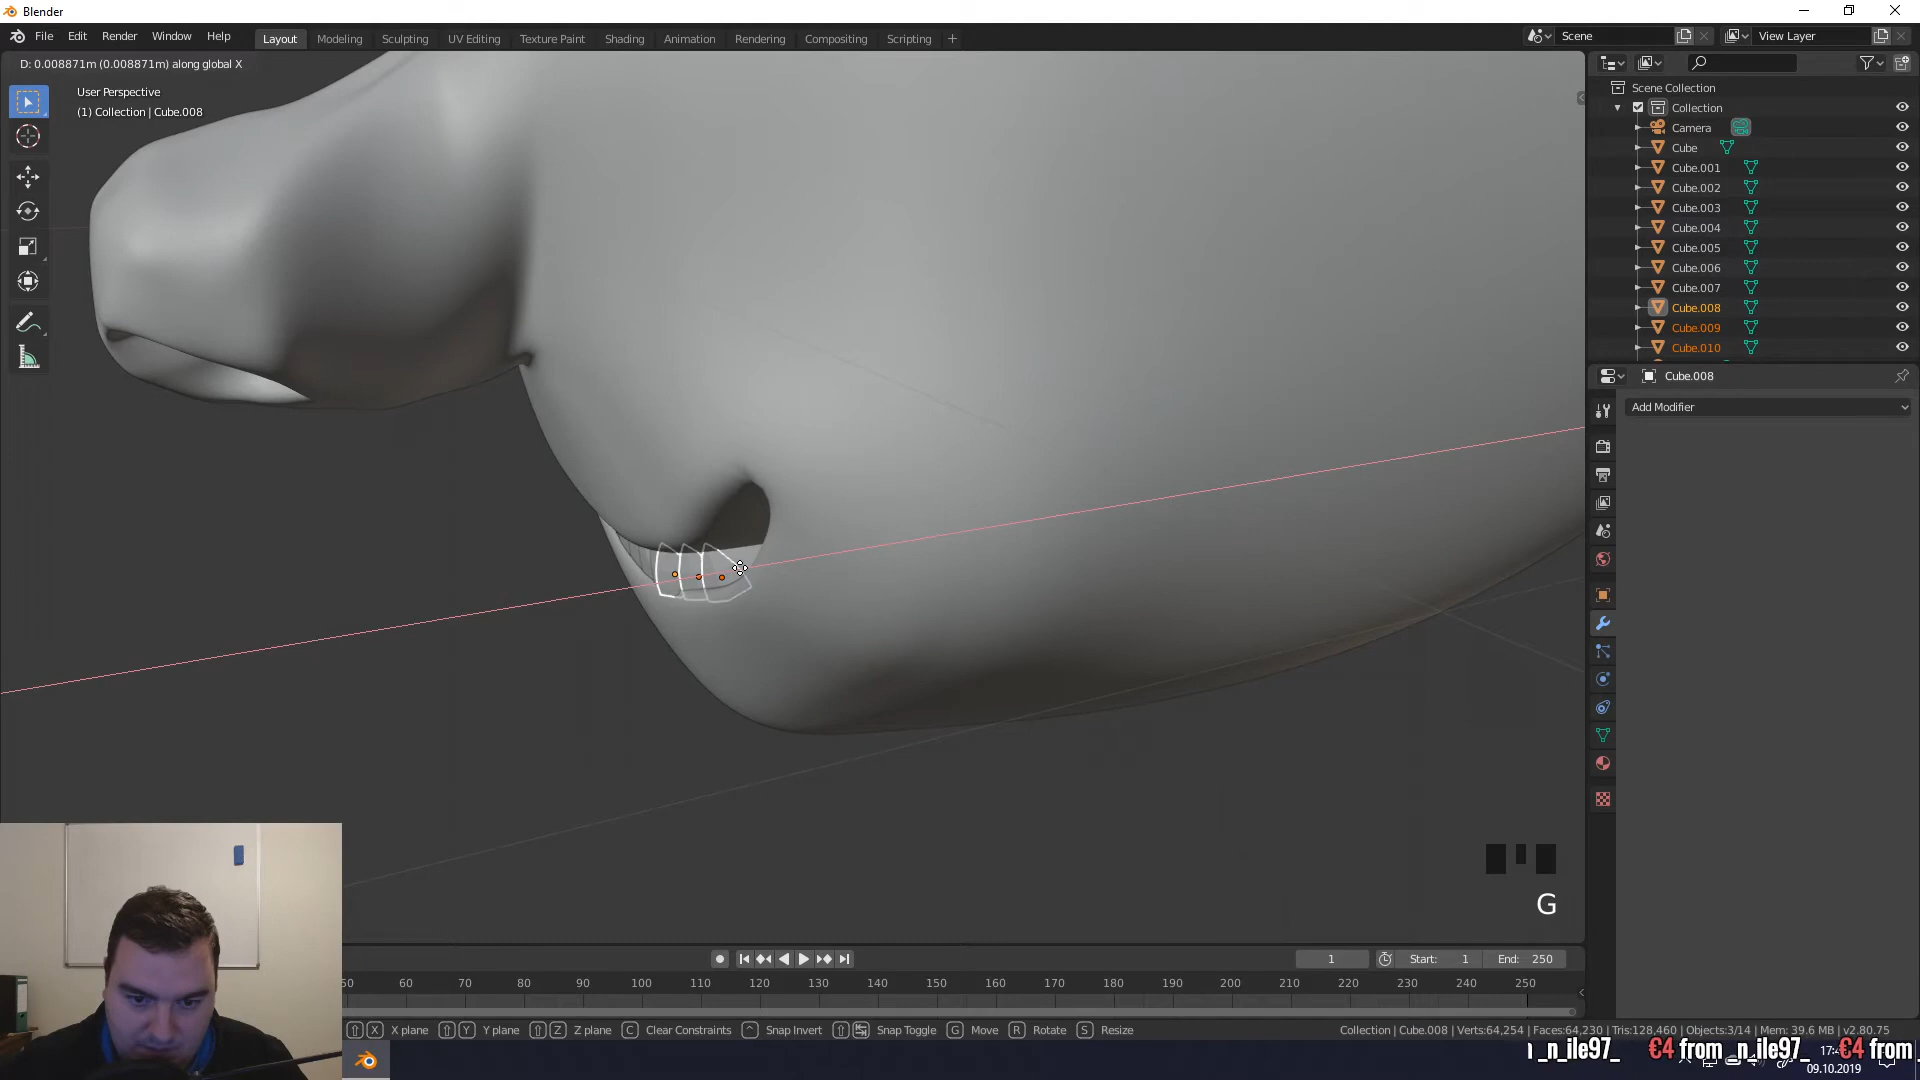 Blender
File Edit Render Window Help Layout Modeling Sculpting UV Editing Texture Paint Shading Animation Rendering Compositing Scripting + Scene View Layer
D: 0.008871m (0.008871m) along global X
User Perspective
(1) Collection | Cube.008
Scene Collection
Collection
Camera
Cube
Cube.001
Cube.002
Cube.003
Cube.004
Cube.005
Cube.006
Cube.007
Cube.008
Cube.009
Cube.010
Cube.008
Add Modifier
G
1 Start: 1 End: 250
50 60 70 80 90 100 110 120 130 140 150 160 170 180 190 200 210 220 230 240 250
X X plane Y Y plane Z Z plane C Clear Constraints ^ Snap Invert Snap Toggle G Move R Rotate S Resize Collection | Cube.008 | Verts:64,254 | Faces:64,230 | Tris:128,460 | Objects:3/14 | Mem: 39.6 MB | v2.80.75
_n_ile97_ €4 from _n_ile97_ €4 from
09.10.2019